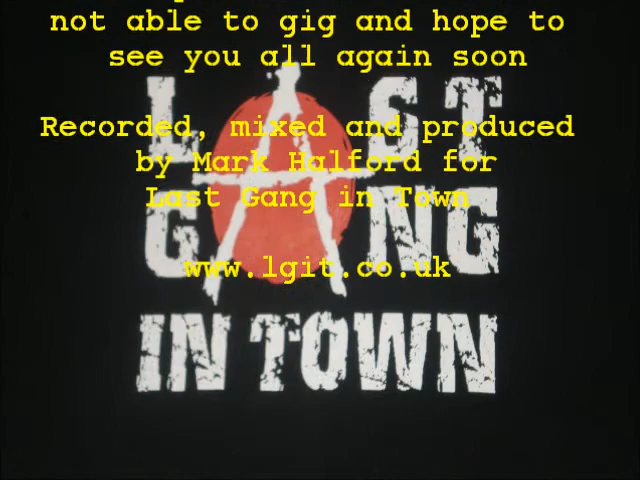 not able to gig and hope to
see you all again soon
Recorded, mixed and produced
by Mark Halford for
Last Gang in Town
www.lgit.co.uk
LAST
GANG
IN TOWN